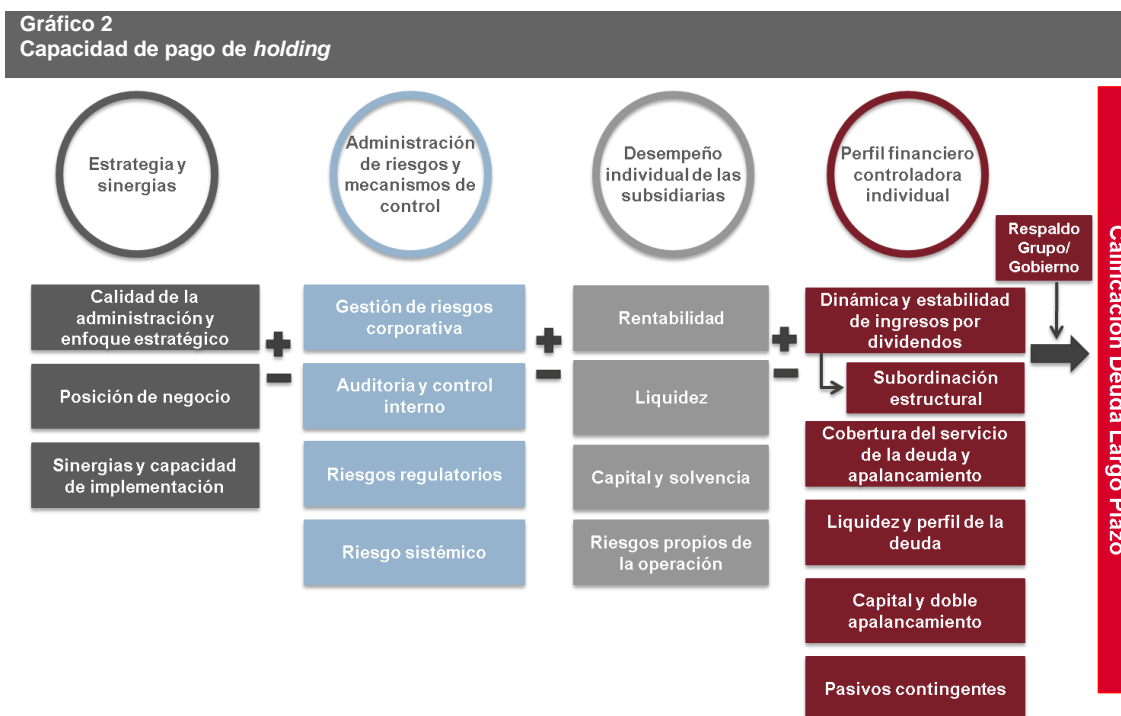 Gráfico 2
Capacidad de pago de holding
Estrategia y
sinergias
Administración
de riesgos y
mecanismos de
control
Desempeño
individual de las
subsidiarias
Perfil financiero
controladora
individual
Respaldo
Grupo/
Gobierno
Calidad de la
administración y
enfoque estratégico
Posición de negocio
Sinergias y capacidad
de implementación
Gestión de riesgos
corporativa
Auditoria y control
interno
Riesgos regulatorios
Riesgo sistémico
Rentabilidad
Liquidez
Capital y solvencia
Riesgos propios de
la operación
Dinámica y estabilidad
de ingresos por
dividendos
Subordinación
estructural
Cobertura del servicio
de la deuda y
apalancamiento
Liquidez y perfil de la
deuda
Capital y doble
apalancamiento
Pasivos contingentes
Calificación Deuda Largo Plazo